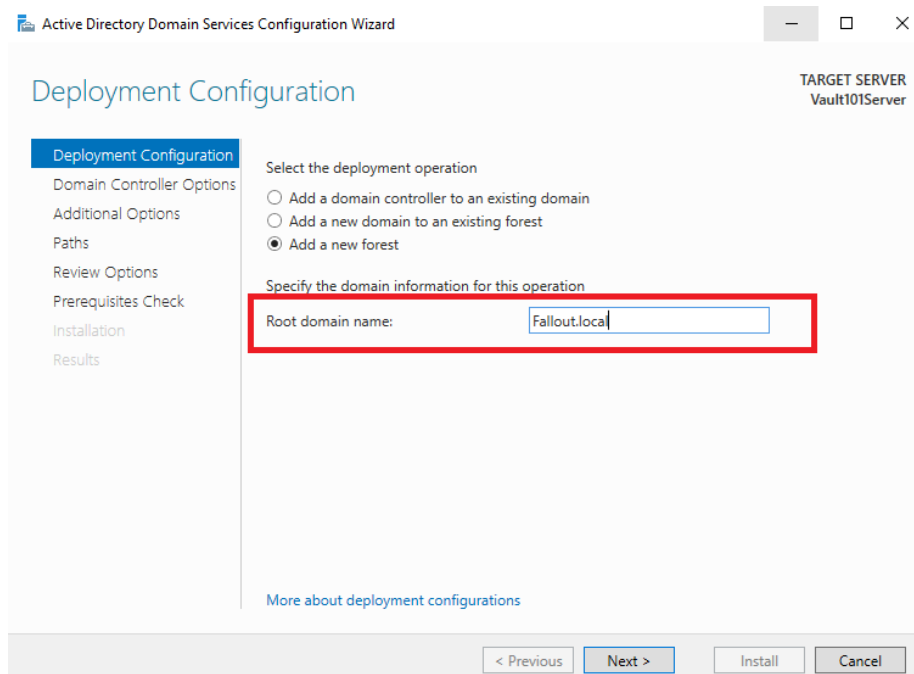 Active Directory Domain Services Configuration Wizard
Deployment Configuration
TARGET SERVER
Vault101Server
Deployment Configuration
Domain Controller Options
Additional Options
Paths
Review Options
Prerequisites Check
Installation
Results
Select the deployment operation
Add a domain controller to an existing domain
Add a new domain to an existing forest
Add a new forest
Specify the domain information for this operation
Root domain name: Fallout.local
More about deployment configurations
< Previous Next > Install Cancel